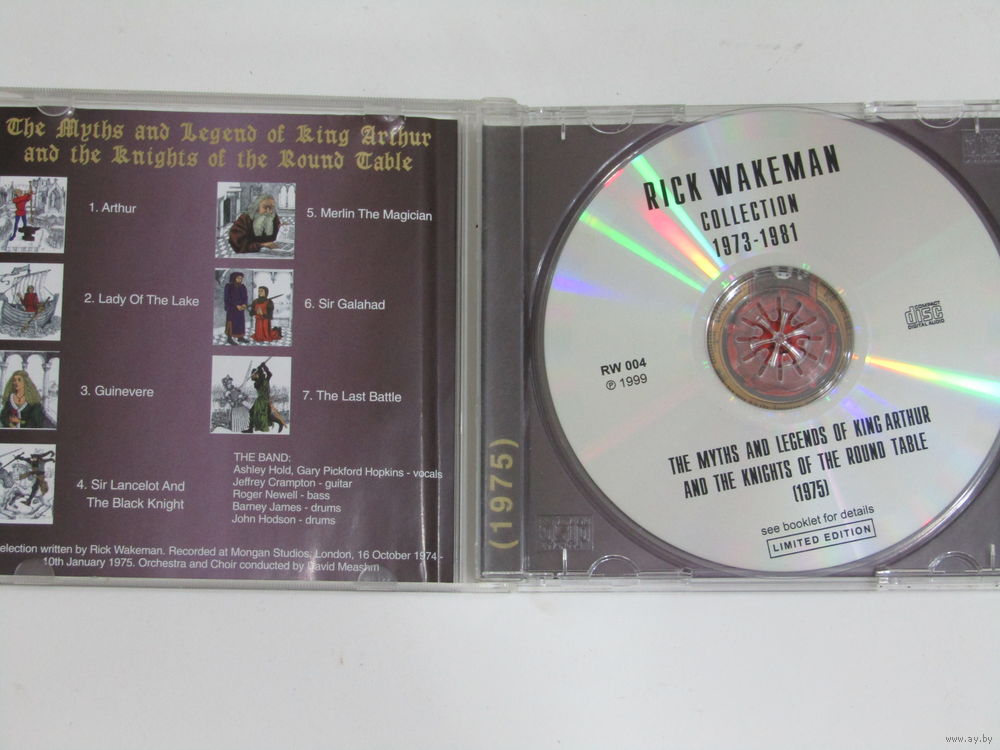 The Myths and Legend of King Arthur
and the Knights of the Round Table
1. Arthur
2. Lady Of The Lake
3. Guinevere
4. Sir Lancelot And
The Black Knight
5. Merlin The Magician
6. Sir Galahad
7. The Last Battle
THE BAND:
Ashley Hold, Gary Pickford Hopkins - vocals
Jeffrey Crampton - guitar
Roger Newell - bass
Barney James - drums
John Hodson - drums
election written by Rick Wakeman. Recorded at Mongan Studios, London, 16 October 1974 -
10th January 1975. Orchestra and Choir conducted by David Meashm
(1975)
RICK WAKEMAN
COLLECTION
1973-1981
COMPACT
disc
DIGITAL AUDIO
RW 004
℗ 1999
THE MYTHS AND LEGENDS OF KING ARTHUR
AND THE KNIGHTS OF THE ROUND TABLE
(1975)
see booklet for details
LIMITED EDITION
www.ay.by